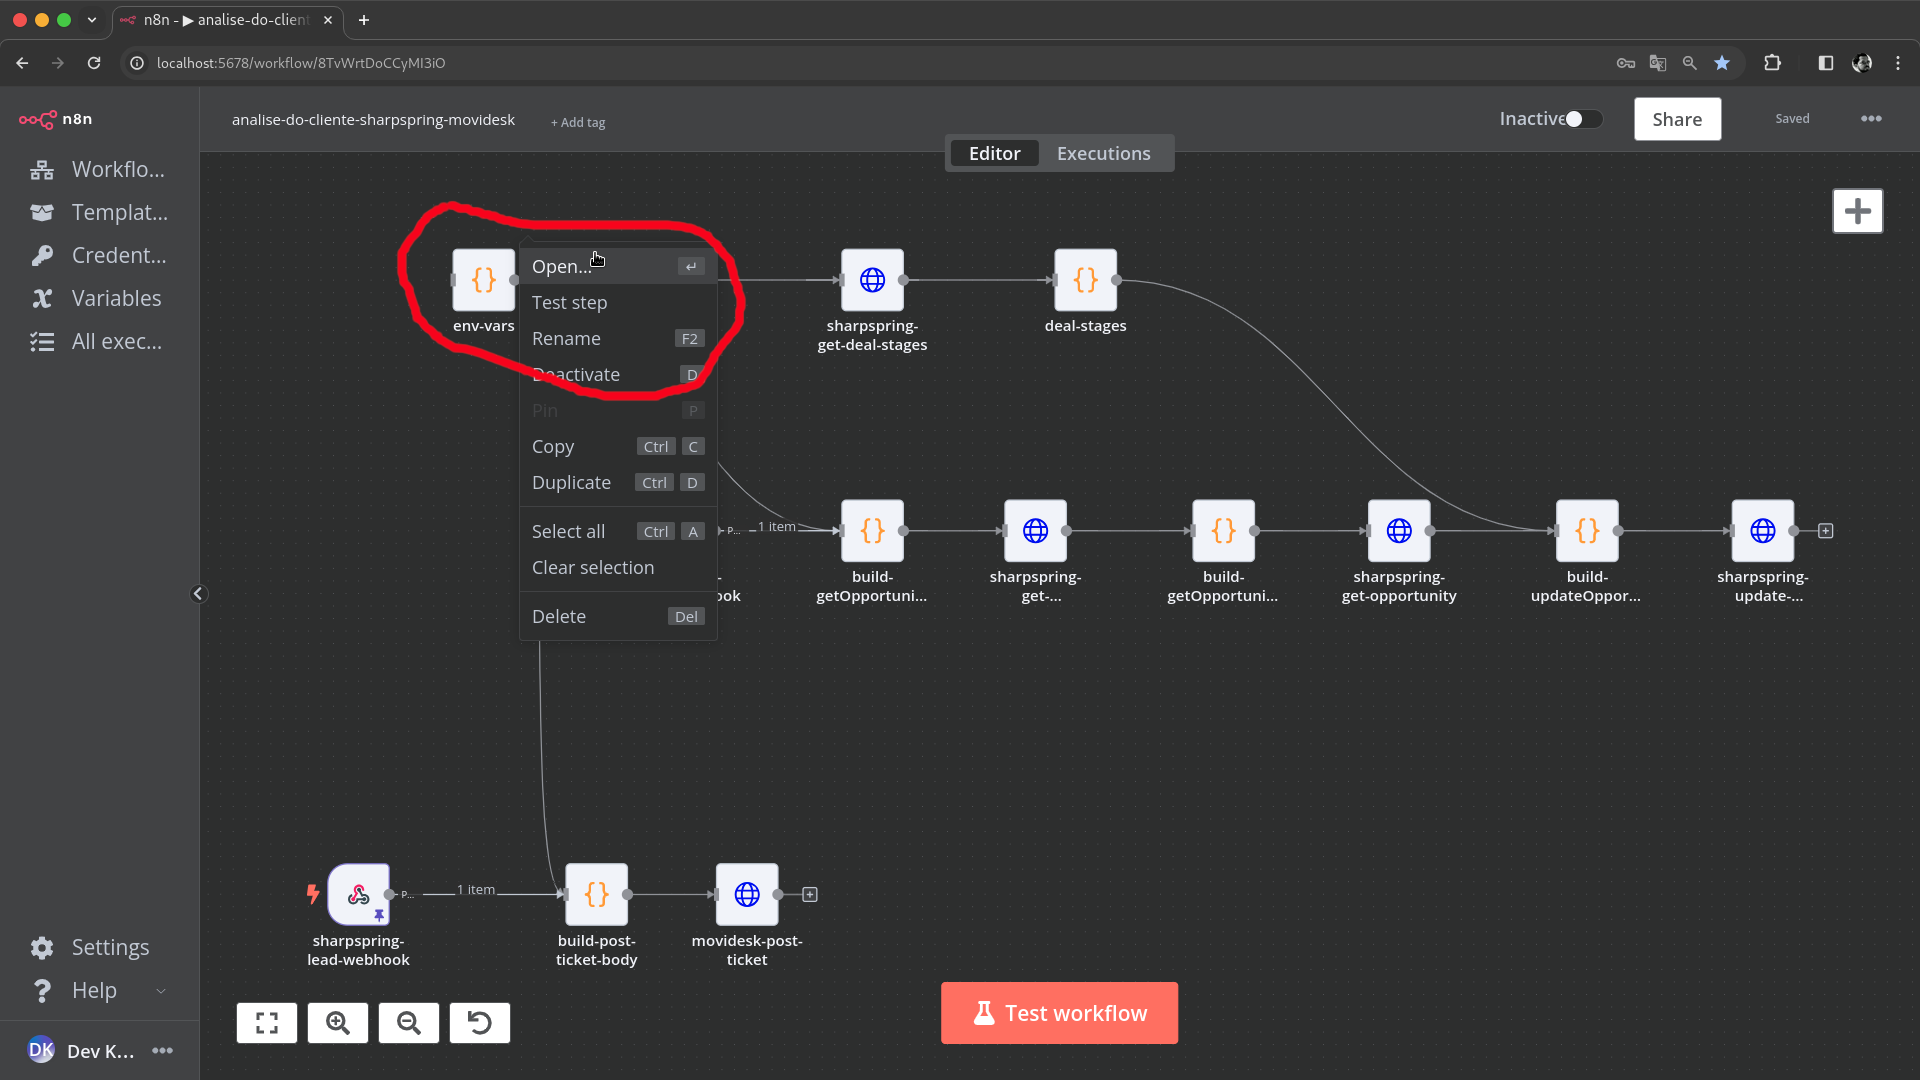 n8n - ▶ analise-do-client
localhost:5678/workflow/8TvWrtDoCCyMI3iO
n8n
analise-do-cliente-sharpspring-movidesk
+ Add tag
Inactive
Share
Saved
Editor
Executions
Workflo...
Templat...
Credent...
Variables
All exec...
env-vars
Open...
Test step
Rename F2
Deactivate D
Pin P
Copy Ctrl C
Duplicate Ctrl D
Select all Ctrl A
Clear selection
Delete Del
sharpspring-
get-deal-stages
deal-stages
P...
1 item
-
ook
build-
getOpportuni...
sharpspring-
get-...
build-
getOpportuni...
sharpspring-
get-opportunity
build-
updateOppor...
sharpspring-
update-...
P...
1 item
sharpspring-
lead-webhook
build-post-
ticket-body
movidesk-post-
ticket
Test workflow
Settings
Help
DK
Dev K...